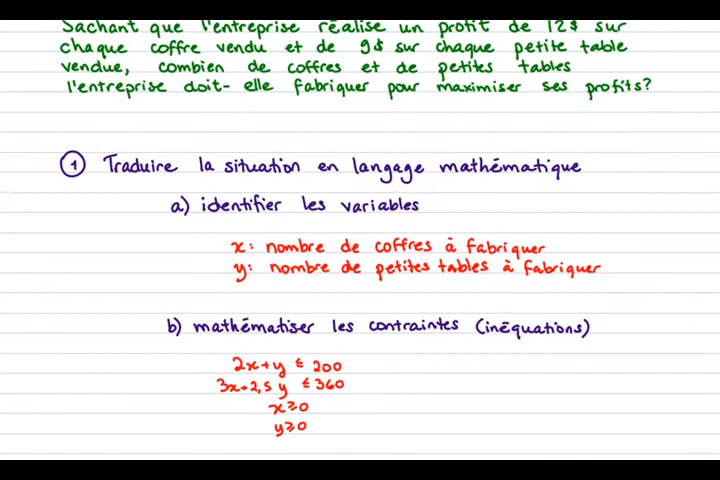 Sachant que l'entreprise réalise un profit de 12$ sur
chaque coffre vendu et de 9$ sur chaque petite table
vendue, combien de coffres et de petites tables
l'entreprise doit-elle fabriquer pour maximiser ses profits?
① Traduire la situation en langage mathématique
a) identifier les variables
x: nombre de coffres à fabriquer
y: nombre de petites tables à fabriquer
b) mathématiser les contraintes (inéquations)
2x+y ≤ 200
3x+2,5y ≤ 360
x≥0
y≥0